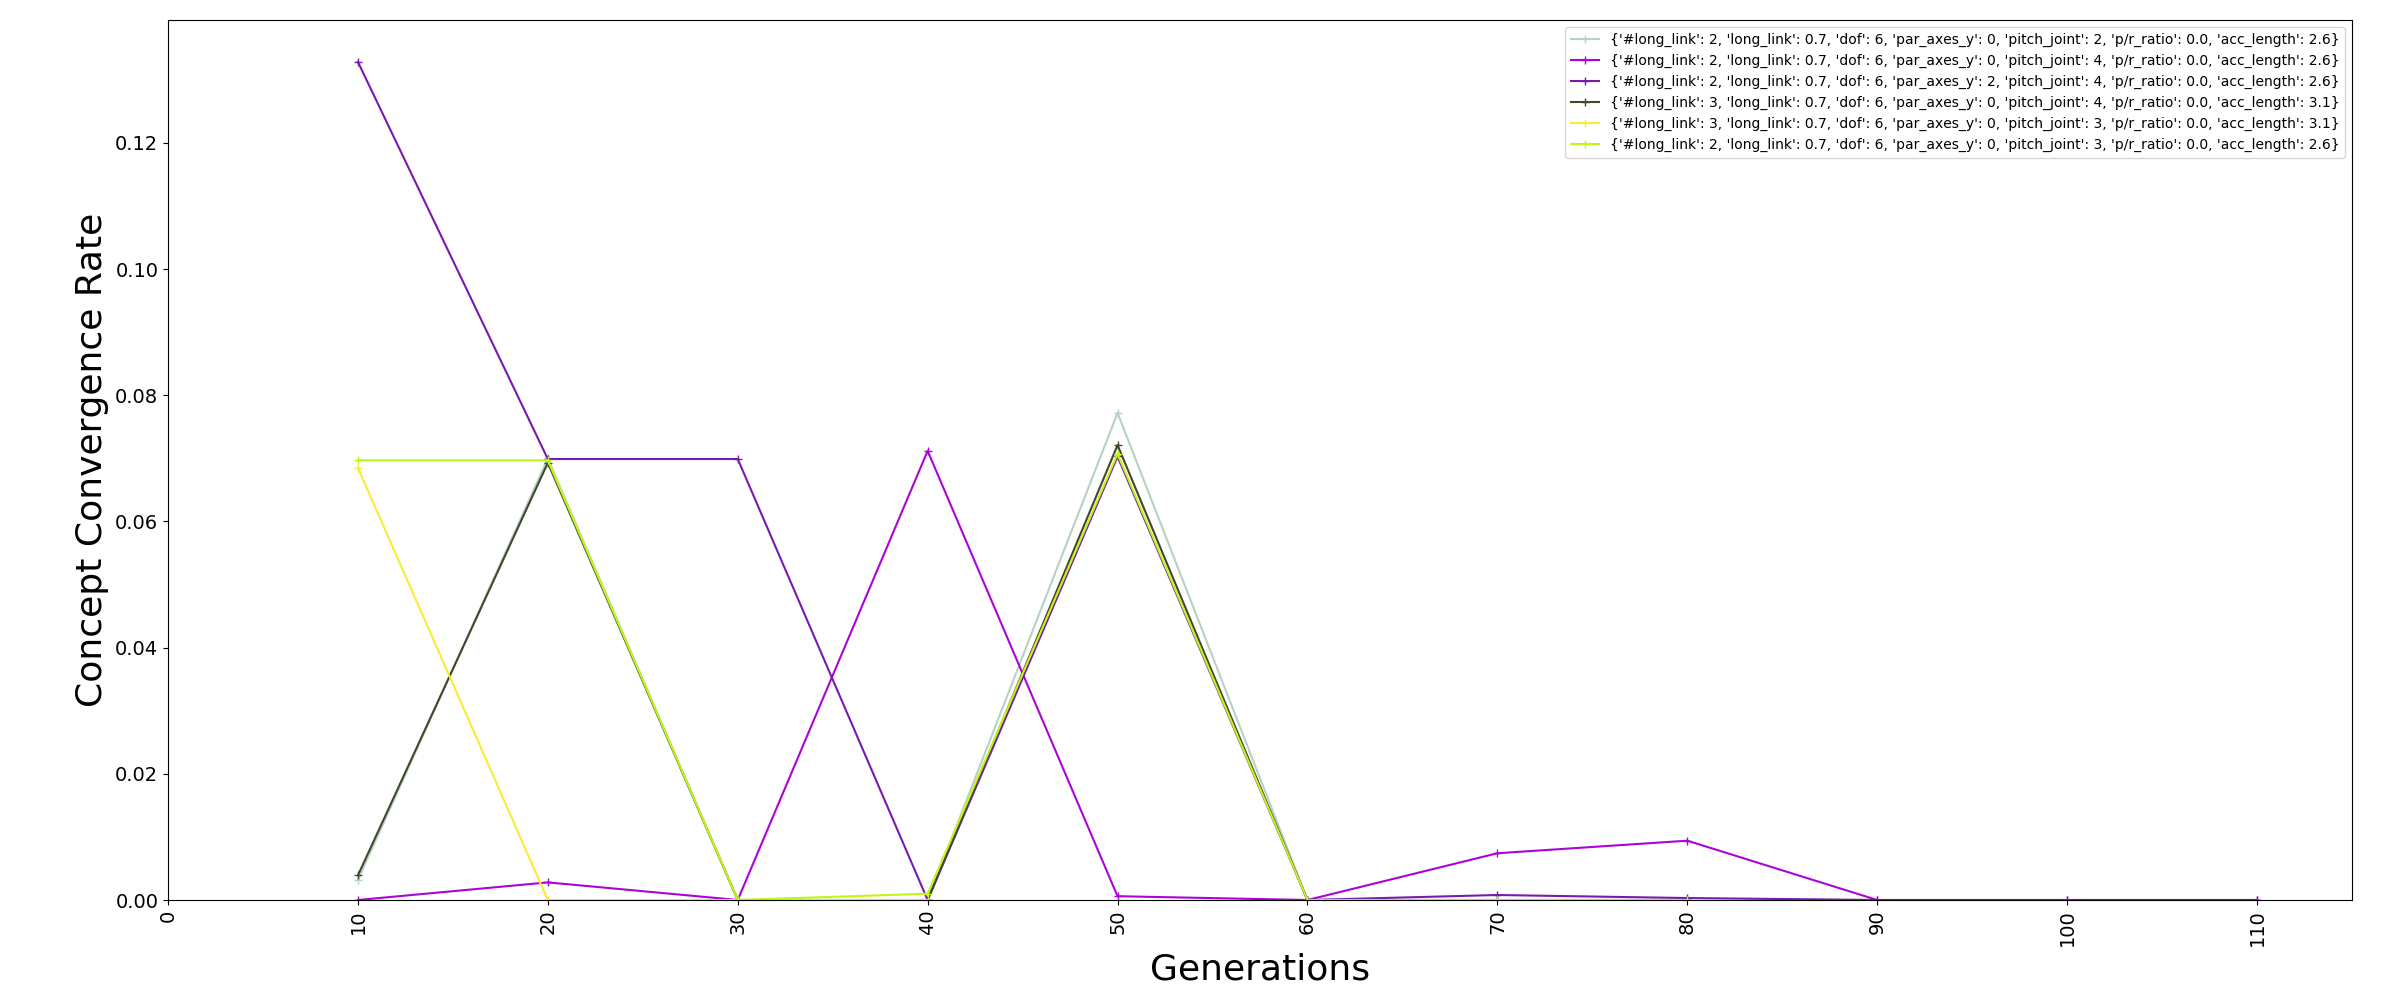 {'#long_link': 2, 'long_link': 0.7, 'dof': 6, 'par_axes_y': 0, 'pitch_joint': 2, 'p/r_ratio': 0.0, 'acc_length': 2.6}
{'#long_link': 2, 'long_link': 0.7, 'dof': 6, 'par_axes_y': 0, 'pitch_joint': 4, 'p/r_ratio': 0.0, 'acc_length': 2.6}
{'#long_link': 2, 'long_link': 0.7, 'dof': 6, 'par_axes_y': 2, 'pitch_joint': 4, 'p/r_ratio': 0.0, 'acc_length': 2.6}
{'#long_link': 3, 'long_link': 0.7, 'dof': 6, 'par_axes_y': 0, 'pitch_joint': 4, 'p/r_ratio': 0.0, 'acc_length': 3.1}
{'#long_link': 3, 'long_link': 0.7, 'dof': 6, 'par_axes_y': 0, 'pitch_joint': 3, 'p/r_ratio': 0.0, 'acc_length': 3.1}
{'#long_link': 2, 'long_link': 0.7, 'dof': 6, 'par_axes_y': 0, 'pitch_joint': 3, 'p/r_ratio': 0.0, 'acc_length': 2.6}
Concept Convergence Rate
0.12
0.10
0.08
0.06
0.04
0.02
0.00
0
10
20
30
40
50
60
70
80
90
100
110
Generations